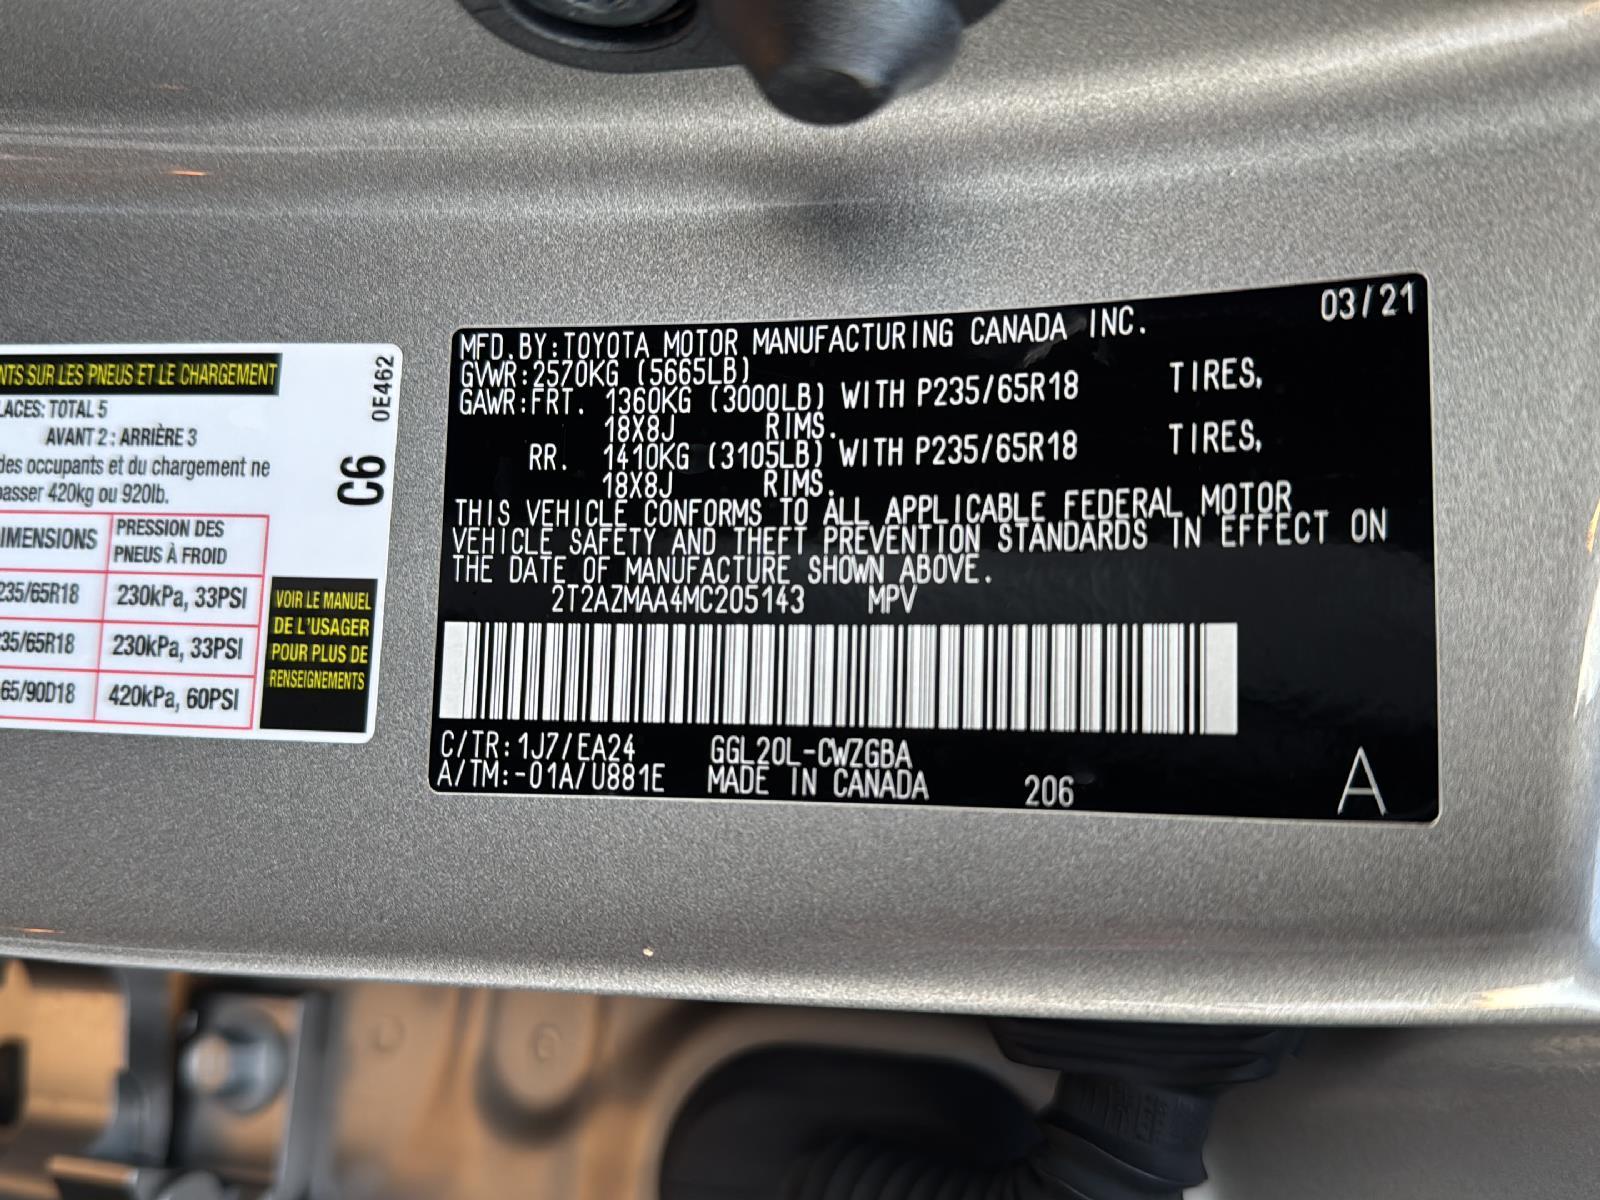 NTS SUR LES PNEUS ET LE CHARGEMENT
LACES: TOTAL 5
AVANT 2 : ARRIÈRE 3
des occupants et du chargement ne
passer 420kg ou 920lb.
IMENSIONS PRESSION DES PNEUS À FROID
235/65R18 230kPa, 33PSI
35/65R18 230kPa, 33PSI
65/90D18 420kPa, 60PSI
0E462
C6
VOIR LE MANUEL
DE L'USAGER
POUR PLUS DE
RENSEIGNEMENTS
03/21
MFD.BY:TOYOTA MOTOR MANUFACTURING CANADA INC.
GVWR:2570KG (5665LB)
GAWR:FRT. 1360KG (3000LB) WITH P235/65R18 TIRES,
18X8J RIMS.
RR. 1410KG (3105LB) WITH P235/65R18 TIRES,
18X8J RIMS.
THIS VEHICLE CONFORMS TO ALL APPLICABLE FEDERAL MOTOR
VEHICLE SAFETY AND THEFT PREVENTION STANDARDS IN EFFECT ON
THE DATE OF MANUFACTURE SHOWN ABOVE.
2T2AZMAA4MC205143 MPV
C/TR:1J7/EA24 GGL20L-CWZGBA
A/TM:-01A/U881E MADE IN CANADA 206 A